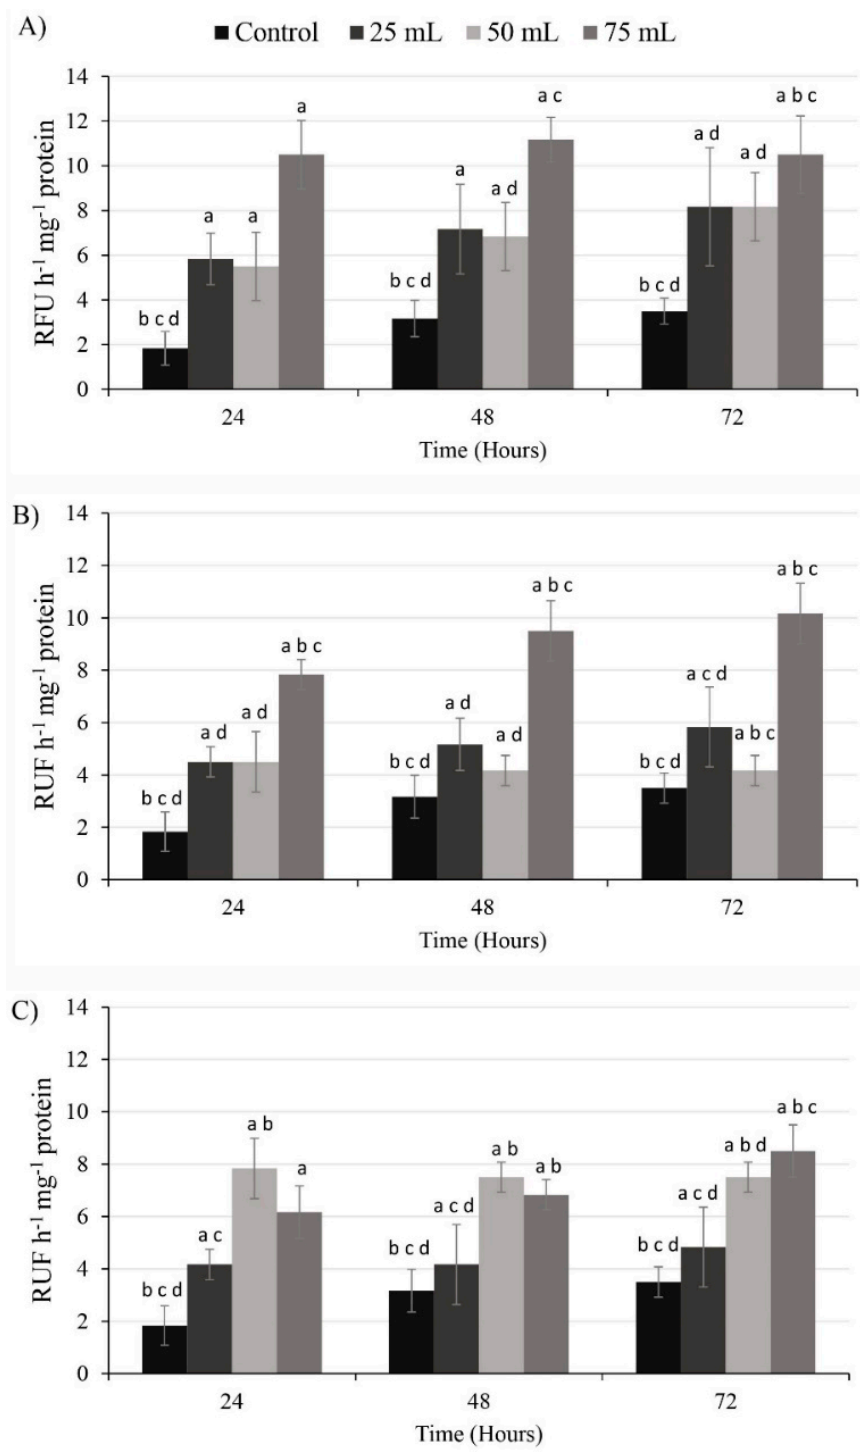 A)
Control 25 mL 50 mL 75 mL
RFU h-1 mg-1 protein
14
12
10
8
6
4
2
0
b c d a a a
b c d a a d a c
b c d a d a d a b c
24 48 72
Time (Hours)
B)
RUF h-1 mg-1 protein
14
12
10
8
6
4
2
0
b c d a d a d a b c
b c d a d a d a b c
b c d a c d a b c a b c
24 48 72
Time (Hours)
C)
RUF h-1 mg-1 protein
14
12
10
8
6
4
2
0
b c d a c a b a
b c d a c d a b a b
b c d a c d a b d a b c
24 48 72
Time (Hours)